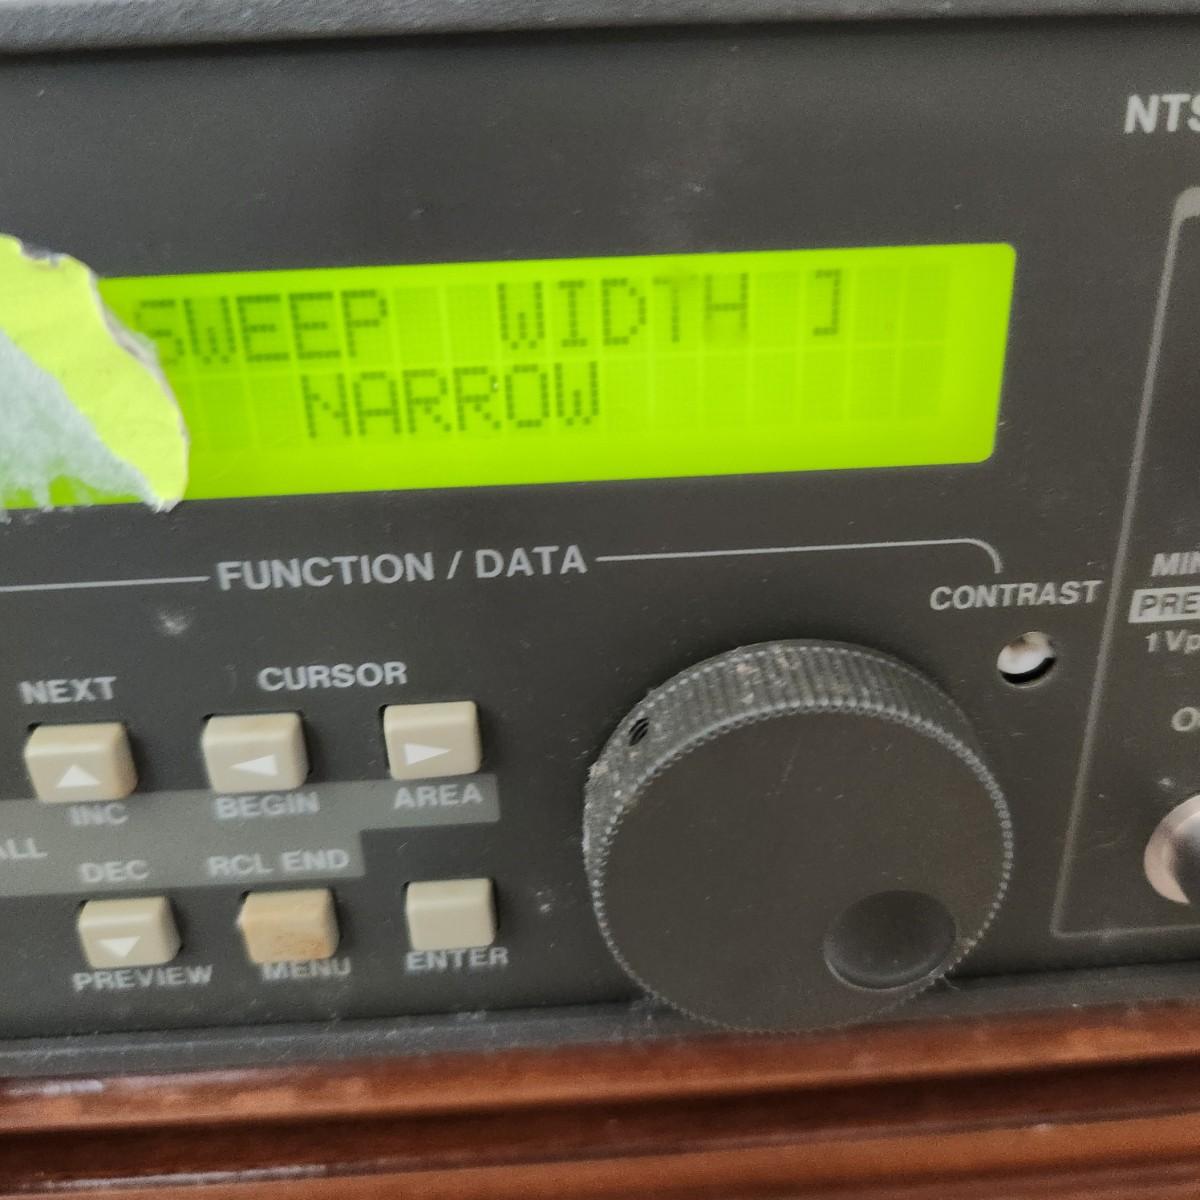 NTS
SWEEP WIDTH ]
NARROW
FUNCTION / DATA
CONTRAST
MIN
PRE
1Vp
NEXT
CURSOR
O
INC
BEGIN
AREA
ALL
DEC
RCL END
PREVIEW
MENU
ENTER